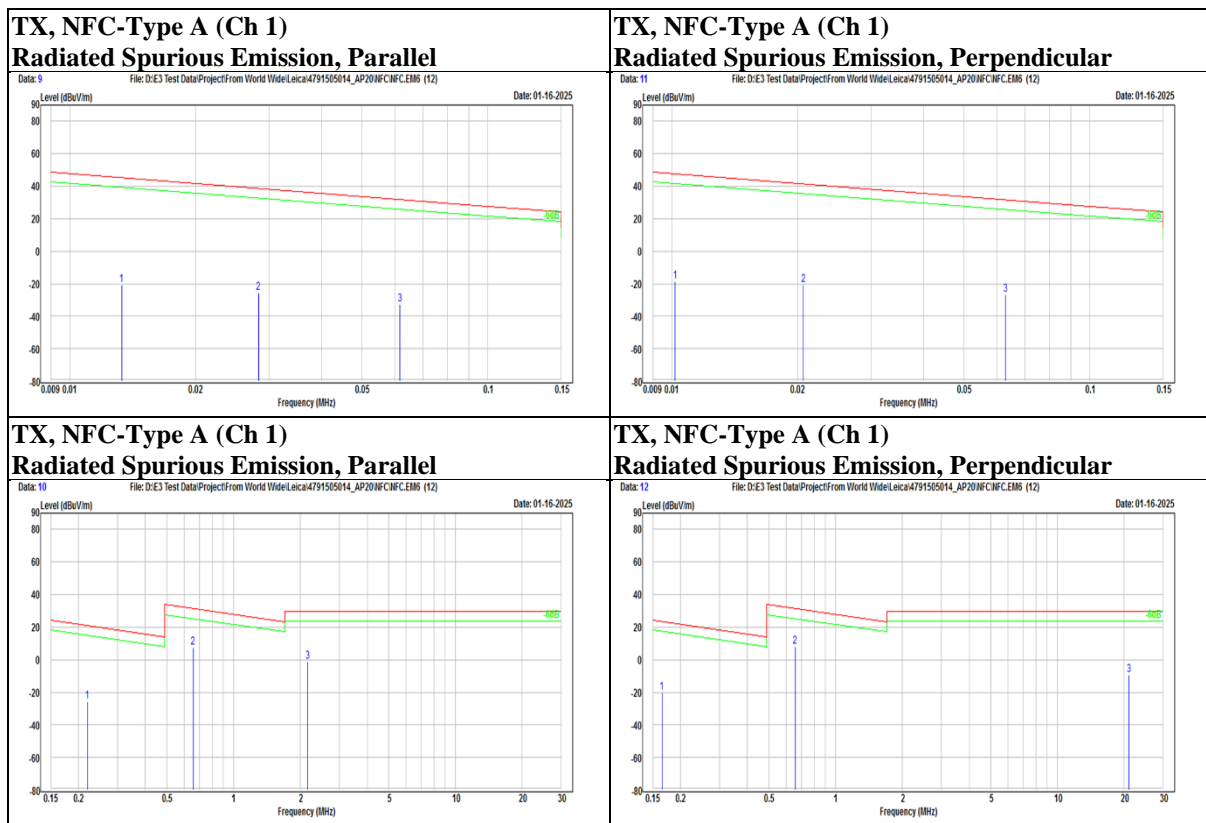 TX, NFC-Type A (Ch 1)
Radiated Spurious Emission, Parallel
Data: 9 File: D:\E3 Test Data\Project\From World Wide\Leica\4791505014_AP20\NFC\NFC.EM6 (12)
Level (dBuV/m) Date: 01-16-2025
90
80
60
40
20
0
-20
-40
-60
-80
-6dB
1
2
3
0.009 0.01 0.02 0.05 0.1 0.15
Frequency (MHz)
TX, NFC-Type A (Ch 1)
Radiated Spurious Emission, Perpendicular
Data: 11 File: D:\E3 Test Data\Project\From World Wide\Leica\4791505014_AP20\NFC\NFC.EM6 (12)
Level (dBuV/m) Date: 01-16-2025
90
80
60
40
20
0
-20
-40
-60
-80
-6dB
1
2
3
0.009 0.01 0.02 0.05 0.1 0.15
Frequency (MHz)
TX, NFC-Type A (Ch 1)
Radiated Spurious Emission, Parallel
Data: 10 File: D:\E3 Test Data\Project\From World Wide\Leica\4791505014_AP20\NFC\NFC.EM6 (12)
Level (dBuV/m) Date: 01-16-2025
90
80
60
40
20
0
-20
-40
-60
-80
-6dB
1
2
3
0.15 0.2 0.5 1 2 5 10 20 30
Frequency (MHz)
TX, NFC-Type A (Ch 1)
Radiated Spurious Emission, Perpendicular
Data: 12 File: D:\E3 Test Data\Project\From World Wide\Leica\4791505014_AP20\NFC\NFC.EM6 (12)
Level (dBuV/m) Date: 01-16-2025
90
80
60
40
20
0
-20
-40
-60
-80
-6dB
1
2
3
0.15 0.2 0.5 1 2 5 10 20 30
Frequency (MHz)